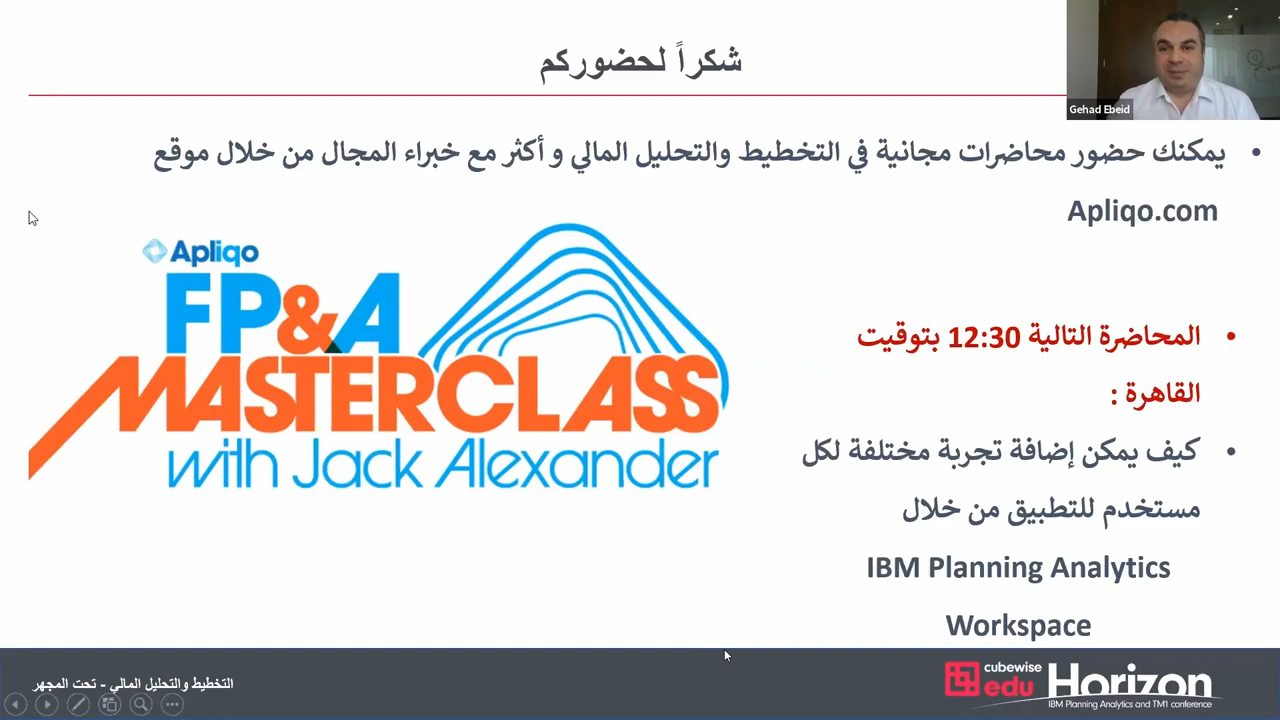 شكراً لحضوركم
Gehad Ebeid
• يمكنك حضور محاضرات مجانية في التخطيط والتحليل المالي و أكثر مع خبراء المجال من خلال موقع
Apliqo.com
Apliqo
FP&A
MASTERCLASS
with Jack Alexander
• المحاضرة التالية 12:30 بتوقيت
القاهرة :
• كيف يمكن إضافة تجربة مختلفة لكل
مستخدم للتطبيق من خلال
IBM Planning Analytics
Workspace
التخطيط والتحليل المالي - تحت المجهر
cubewise
edu
Horizon
IBM Planning Analytics and TM1 conference